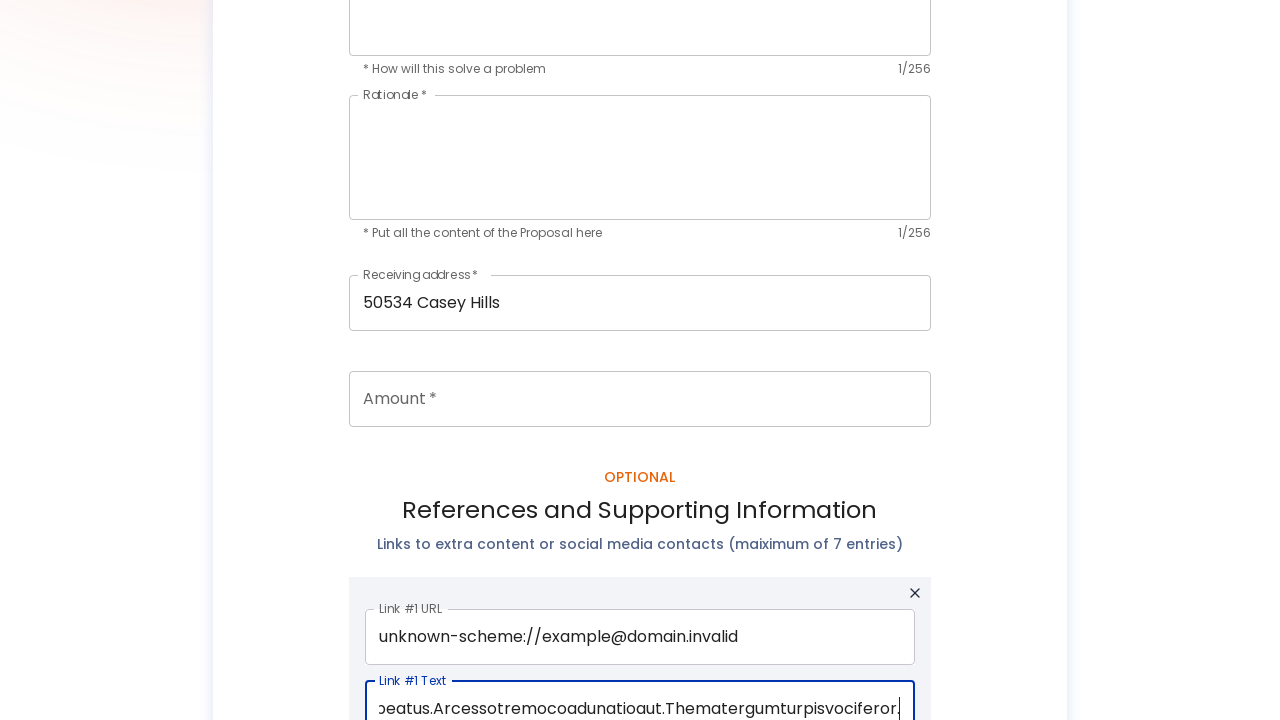 * How will this solve a problem 1/256
Rationale *
* Put all the content of the Proposal here 1/256
Receiving address *
50534 Casey Hills
Amount *
OPTIONAL
References and Supporting Information
Links to extra content or social media contacts (maiximum of 7 entries)
Link #1 URL
unknown-scheme://example@domain.invalid
Link #1 Text
beatus.Arcessotremocoadunatioaut.Thematergumturpisvociferor.